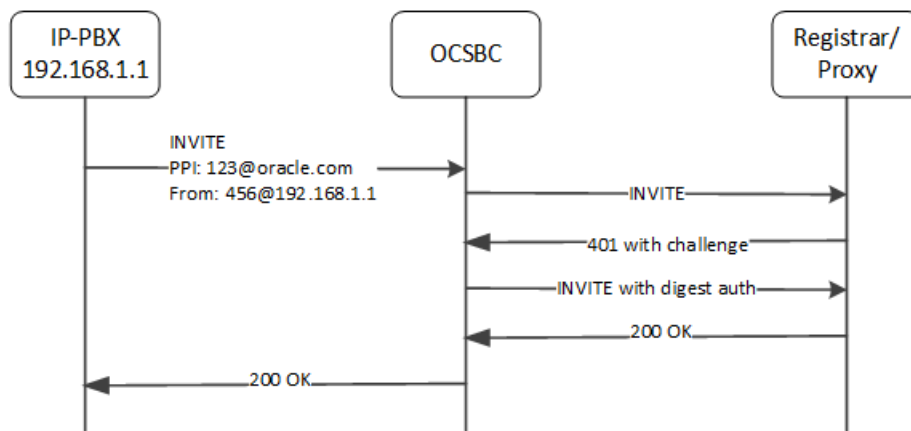 IP-PBX
192.168.1.1
OCSBC
Registrar/
Proxy
INVITE
PPI: 123@oracle.com
From: 456@192.168.1.1
INVITE
401 with challenge
INVITE with digest auth
200 OK
200 OK